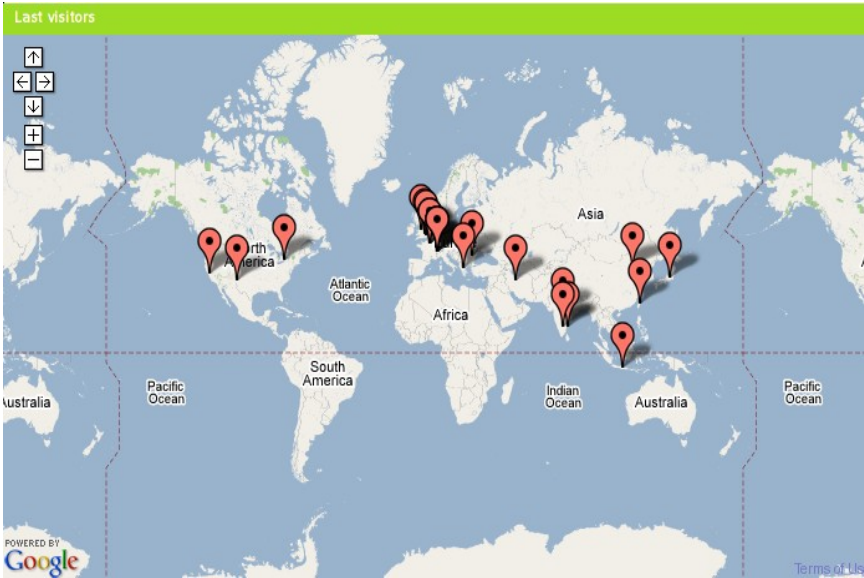 Last visitors
Asia
North
America
Atlantic
Ocean
Africa
South
America
Pacific
Ocean
Indian
Ocean
Australia
Australia
Pacific
Ocean
POWERED BY
Google
Terms of Us